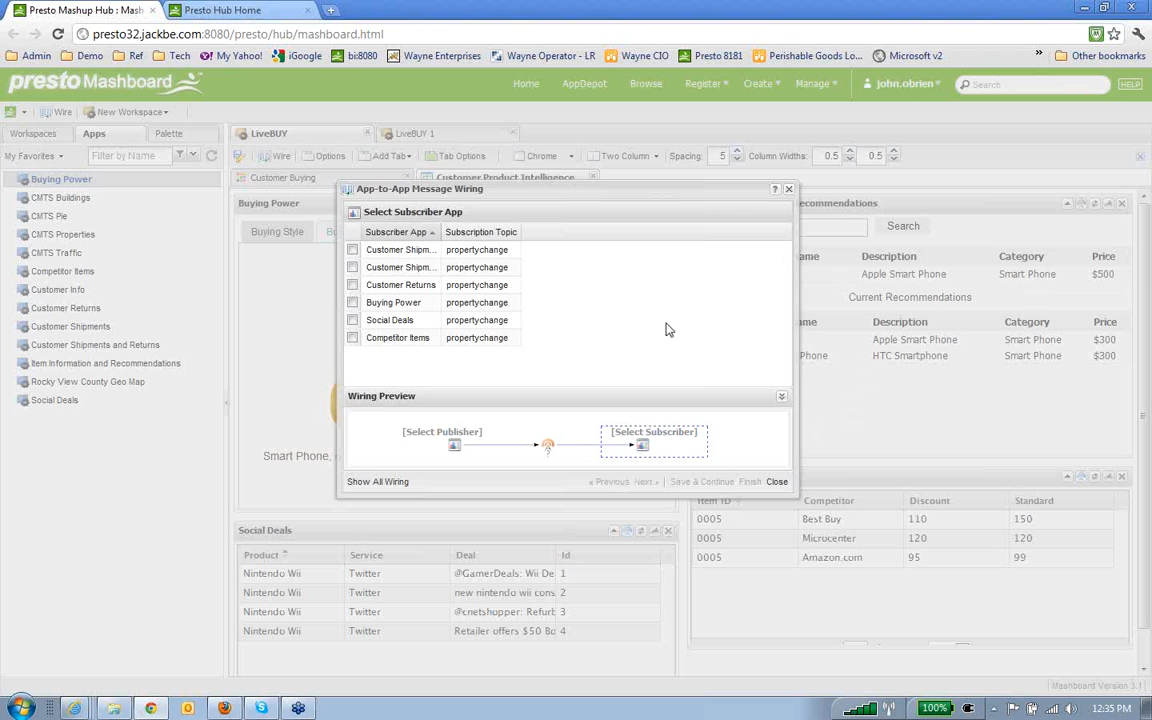 Presto Mashup Hub : Mash
Presto Hub Home
presto32.jackbe.com:8080/presto/hub/mashboard.html
Admin
Demo
Ref
Tech
My Yahoo!
iGoogle
bi8080
Wayne Enterprises
Wayne Operator - LR
Wayne CIO
Presto 8181
Perishable Goods Lo...
Microsoft v2
Other bookmarks
presto Mashboard
Home
AppDepot
Browse
Register
Create
Manage
john.obrien
Search
HELP
Wire
New Workspace
Workspaces
Apps
Palette
LiveBUY
LiveBUY 1
My Favorites
Filter by Name
Wire
Options
Add Tab
Tab Options
Chrome
Two Column
Spacing:
5
Column Widths:
0.5
0.5
Buying Power
CMTS Buildings
CMTS Pie
CMTS Properties
CMTS Traffic
Competitor Items
Customer Info
Customer Returns
Customer Shipments
Customer Shipments and Returns
Item Information and Recommendations
Rocky View County Geo Map
Social Deals
Customer Buying
Customer Product Intelligence
Buying Power
Buying Style
Smart Phone,
App-to-App Message Wiring
Select Subscriber App
Subscriber App
Subscription Topic
Customer Shipm... propertychange
Customer Shipm... propertychange
Customer Returns propertychange
Buying Power propertychange
Social Deals propertychange
Competitor Items propertychange
Wiring Preview
[Select Publisher]
?
[Select Subscriber]
Show All Wiring
« Previous
Next »
Save & Continue
Finish
Close
commendations
Search
ame
Description
Category
Price
Apple Smart Phone
Smart Phone
$500
Current Recommendations
ame
Description
Category
Price
Apple Smart Phone
Smart Phone
$300
Phone
HTC Smartphone
Smart Phone
$300
Social Deals
Product
Service
Deal
Id
Nintendo Wii Twitter @GamerDeals: Wii De 1
Nintendo Wii Twitter new nintendo wii cons 2
Nintendo Wii Twitter @cnetshopper: Refurb 3
Nintendo Wii Twitter Retailer offers $50 Bo 4
Item ID
Competitor
Discount
Standard
0005 Best Buy 110 150
0005 Microcenter 120 120
0005 Amazon.com 95 99
Mashboard Version 3.1
100%
12:35 PM